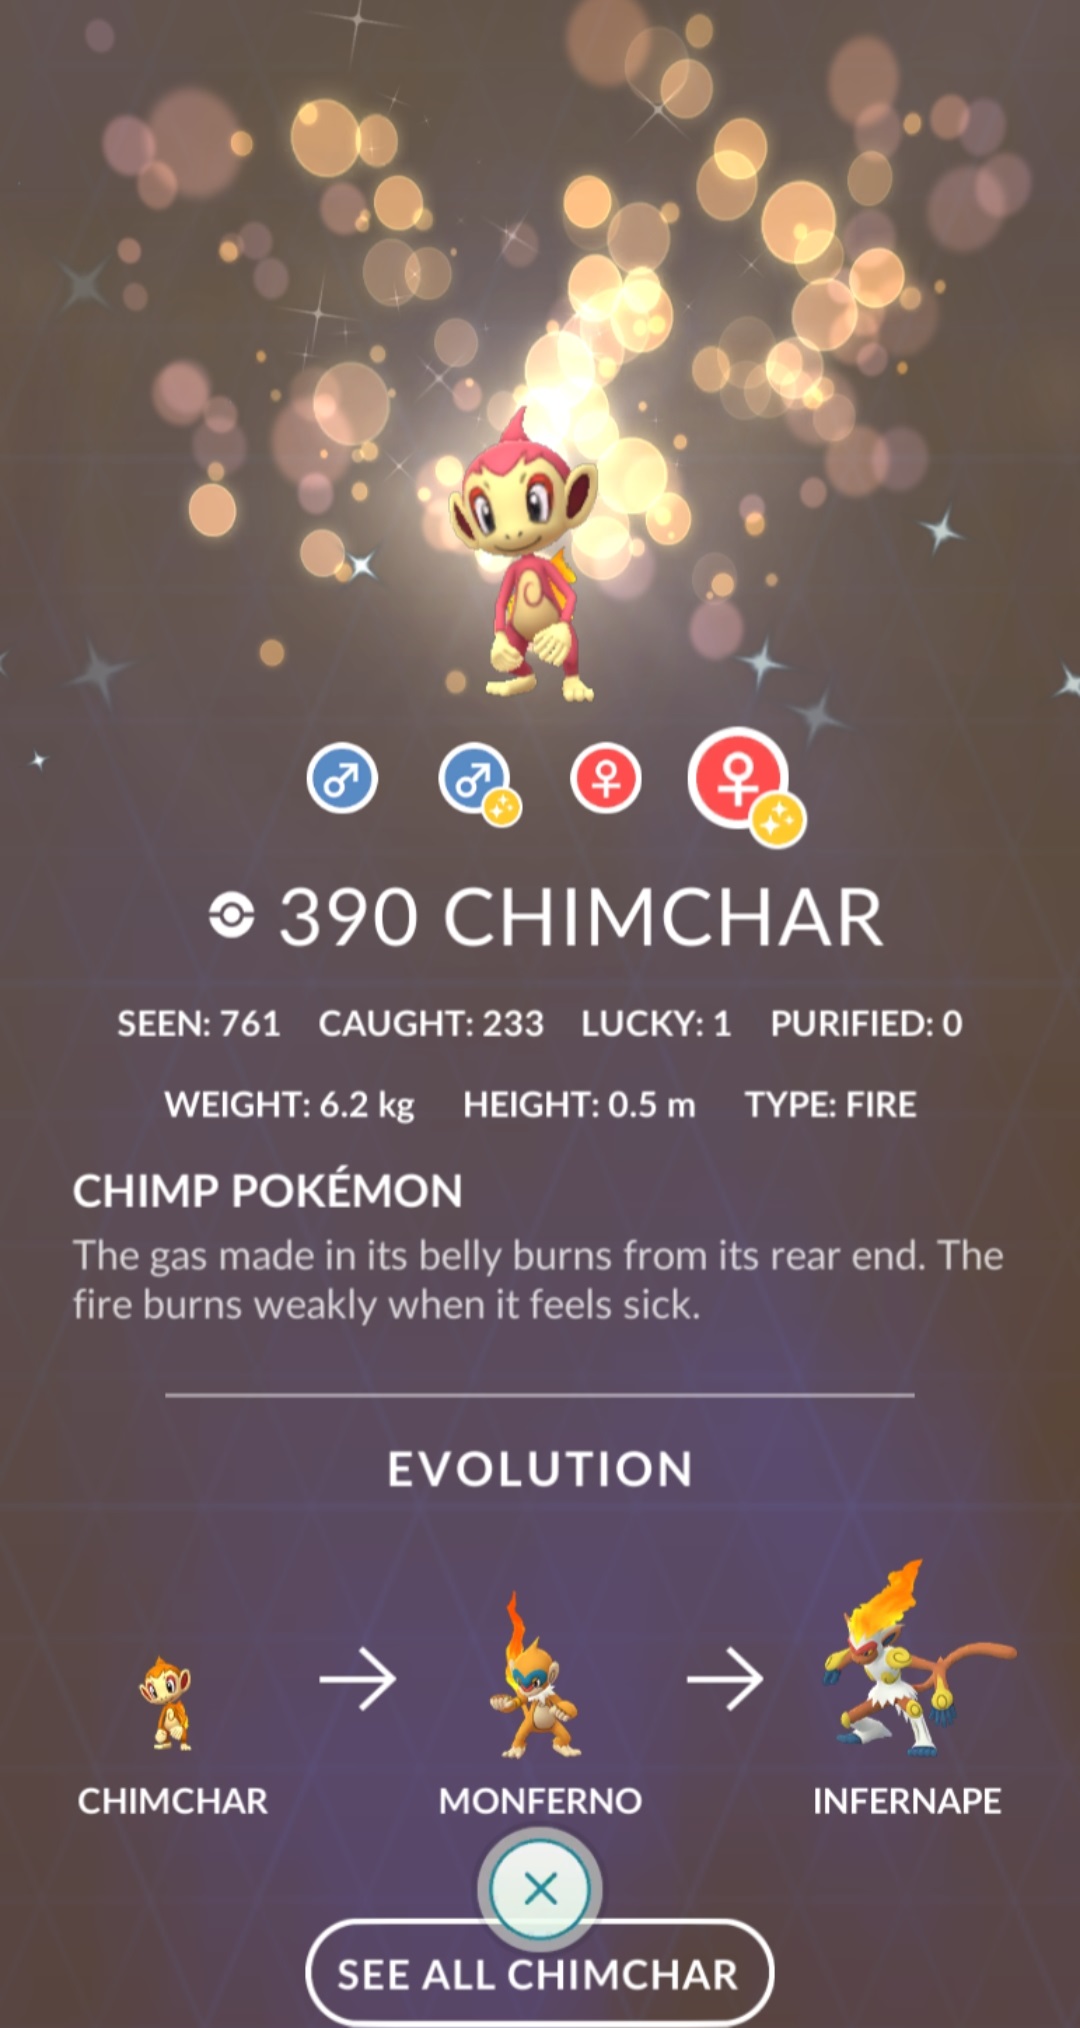 390 CHIMCHAR
SEEN: 761 CAUGHT: 233 LUCKY: 1 PURIFIED: 0
WEIGHT: 6.2 kg HEIGHT: 0.5 m TYPE: FIRE
CHIMP POKÉMON
The gas made in its belly burns from its rear end. The
fire burns weakly when it feels sick.
EVOLUTION
CHIMCHAR MONFERNO INFERNAPE
SEE ALL CHIMCHAR